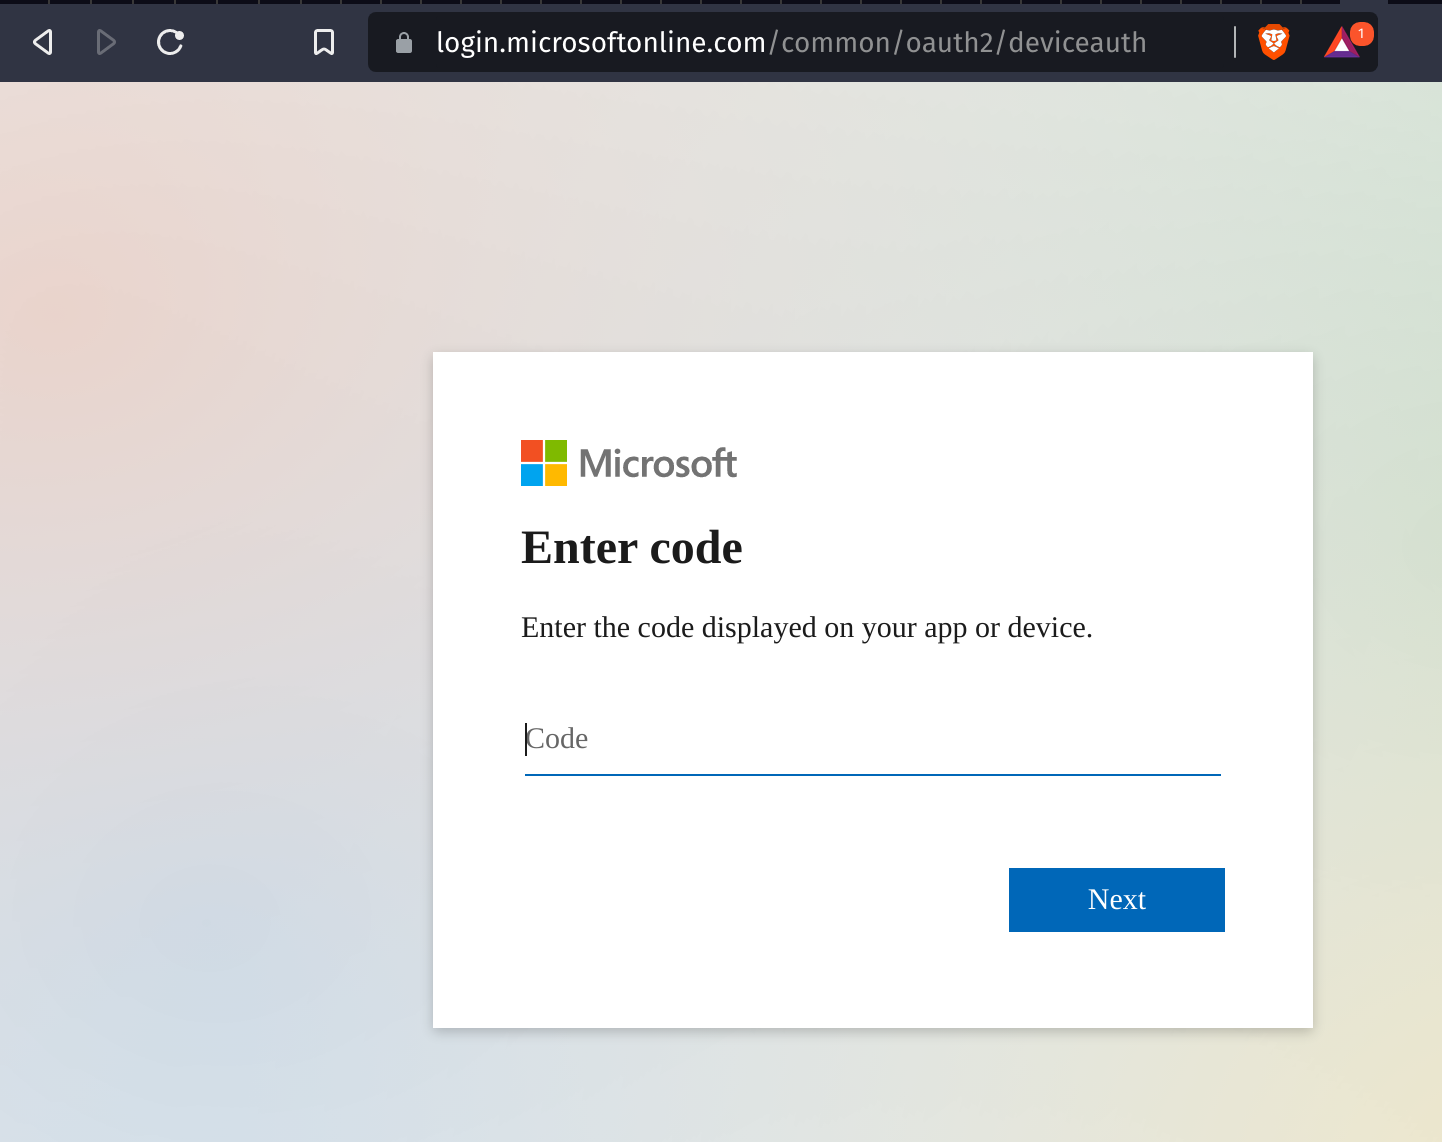 login.microsoftonline.com/common/oauth2/deviceauth
1
Microsoft
Enter code
Enter the code displayed on your app or device.
Code
Next